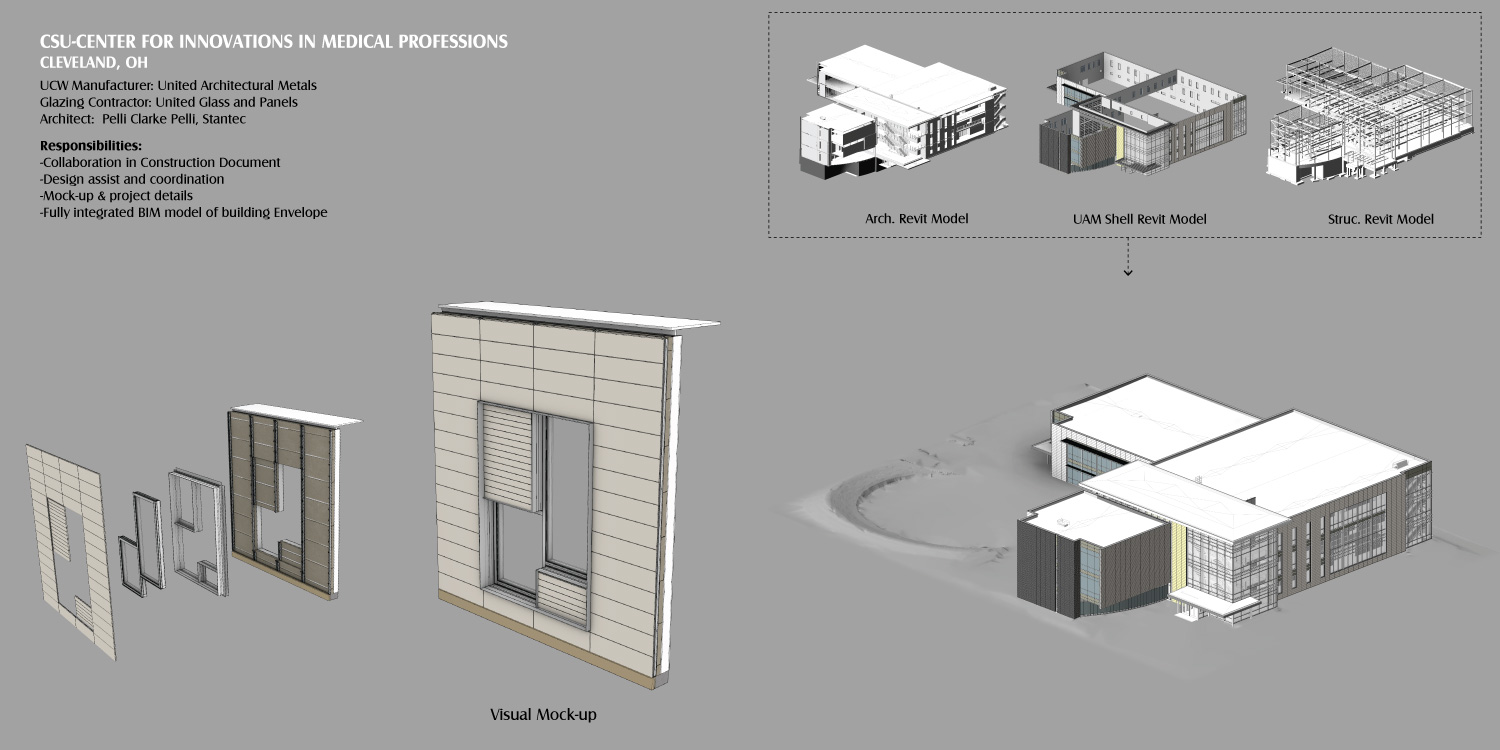 CSU-CENTER FOR INNOVATIONS IN MEDICAL PROFESSIONS
CLEVELAND, OH
UCW Manufacturer: United Architectural Metals
Glazing Contractor: United Glass and Panels
Architect: Pelli Clarke Pelli, Stantec
Responsibilities:
-Collaboration in Construction Document
-Design assist and coordination
-Mock-up & project details
-Fully integrated BIM model of building Envelope
Arch. Revit Model
UAM Shell Revit Model
Struc. Revit Model
Visual Mock-up